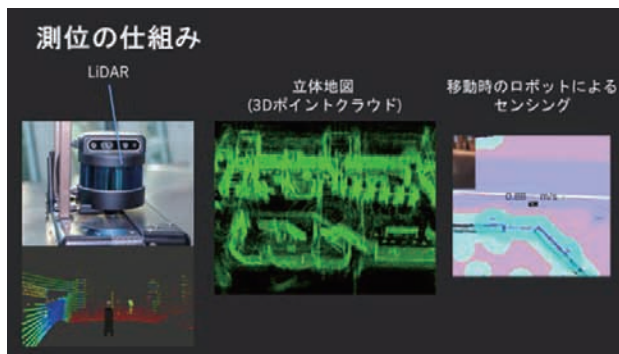 測位の仕組み
LiDAR
立体地図
(3Dポイントクラウド)
移動時のロボットによる
センシング
m/s